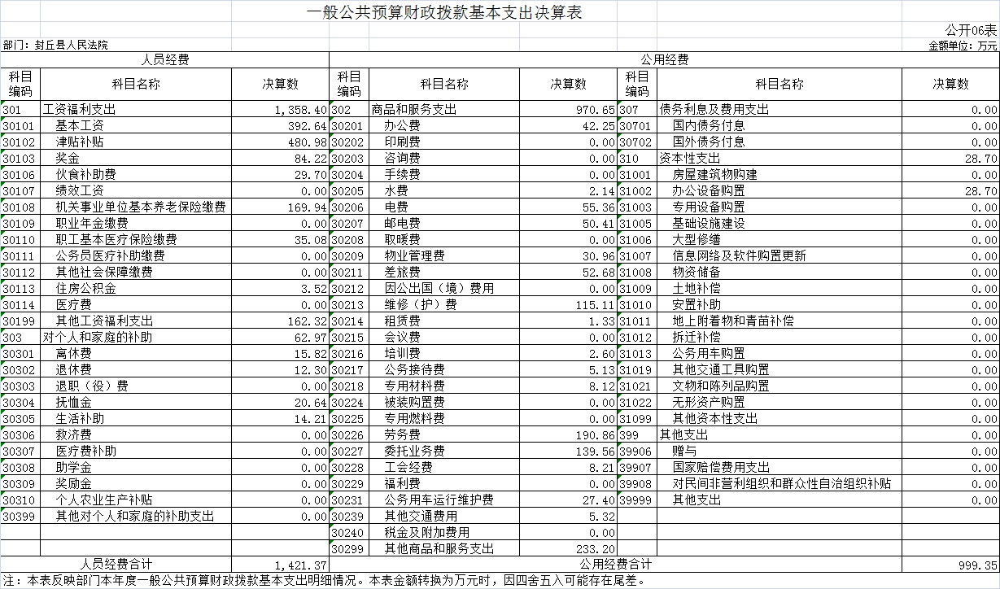 一般公共预算财政拨款基本支出决算表
公开06表
部门：封丘县人民法院 金额单位：万元
人员经费 公用经费
科目编码 科目名称 决算数 科目编码 科目名称 决算数 科目编码 科目名称 决算数
301 工资福利支出 1,358.40 302 商品和服务支出 970.65 307 债务利息及费用支出 0.00
30101 基本工资 392.64 30201 办公费 42.25 30701 国内债务付息 0.00
30102 津贴补贴 480.98 30202 印刷费 0.00 30702 国外债务付息 0.00
30103 奖金 84.22 30203 咨询费 0.00 310 资本性支出 28.70
30106 伙食补助费 29.70 30204 手续费 0.00 31001 房屋建筑物购建 0.00
30107 绩效工资 0.00 30205 水费 2.14 31002 办公设备购置 28.70
30108 机关事业单位基本养老保险缴费 169.94 30206 电费 55.36 31003 专用设备购置 0.00
30109 职业年金缴费 0.00 30207 邮电费 50.41 31005 基础设施建设 0.00
30110 职工基本医疗保险缴费 35.08 30208 取暖费 0.00 31006 大型修缮 0.00
30111 公务员医疗补助缴费 0.00 30209 物业管理费 30.96 31007 信息网络及软件购置更新 0.00
30112 其他社会保障缴费 0.00 30211 差旅费 52.68 31008 物资储备 0.00
30113 住房公积金 3.52 30212 因公出国（境）费用 0.00 31009 土地补偿 0.00
30114 医疗费 0.00 30213 维修（护）费 115.11 31010 安置补助 0.00
30199 其他工资福利支出 162.32 30214 租赁费 1.33 31011 地上附着物和青苗补偿 0.00
303 对个人和家庭的补助 62.97 30215 会议费 0.00 31012 拆迁补偿 0.00
30301 离休费 15.82 30216 培训费 2.60 31013 公务用车购置 0.00
30302 退休费 12.30 30217 公务接待费 5.13 31019 其他交通工具购置 0.00
30303 退职（役）费 0.00 30218 专用材料费 8.12 31021 文物和陈列品购置 0.00
30304 抚恤金 20.64 30224 被装购置费 0.00 31022 无形资产购置 0.00
30305 生活补助 14.21 30225 专用燃料费 0.00 31099 其他资本性支出 0.00
30306 救济费 0.00 30226 劳务费 190.86 399 其他支出 0.00
30307 医疗费补助 0.00 30227 委托业务费 139.56 39906 赠与 0.00
30308 助学金 0.00 30228 工会经费 8.21 39907 国家赔偿费用支出 0.00
30309 奖励金 0.00 30229 福利费 0.00 39908 对民间非营利组织和群众性自治组织补贴 0.00
30310 个人农业生产补贴 0.00 30231 公务用车运行维护费 27.40 39999 其他支出 0.00
30399 其他对个人和家庭的补助支出 0.00 30239 其他交通费用 5.32
30240 税金及附加费用 0.00
30299 其他商品和服务支出 233.20
人员经费合计 1,421.37 公用经费合计 999.35
注：本表反映部门本年度一般公共预算财政拨款基本支出明细情况。本表金额转换为万元时，因四舍五入可能存在尾差。